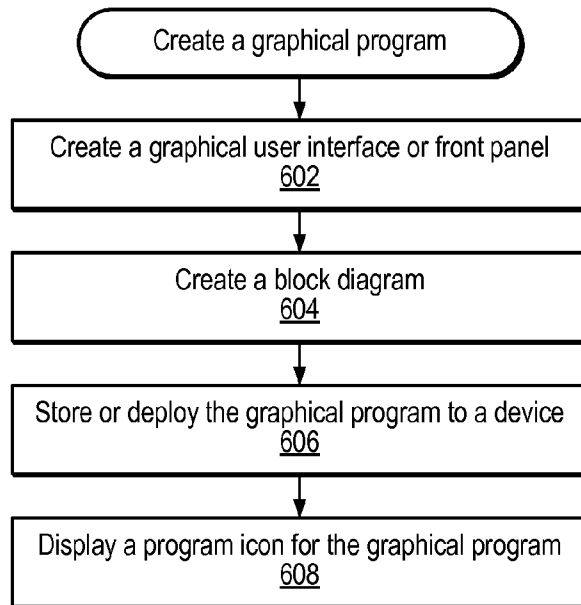 Create a graphical program
Create a graphical user interface or front panel
602
Create a block diagram
604
Store or deploy the graphical program to a device
606
Display a program icon for the graphical program
608